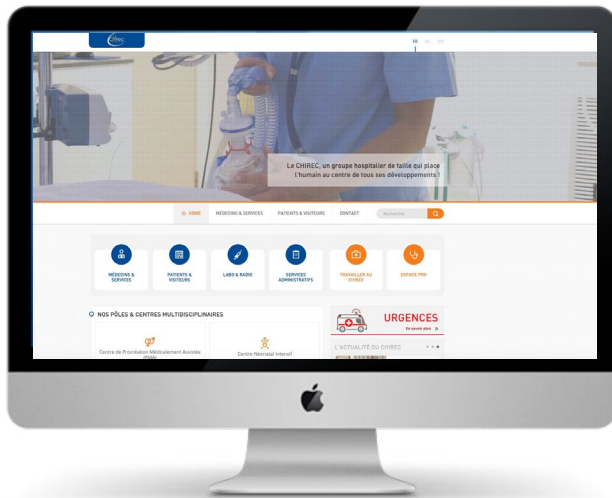 Chirec
FR NL EN
Le CHIREC, un groupe hospitalier de taille qui place
l'humain au centre de tous ses développements !
HOME MÉDECINS & SERVICES PATIENTS & VISITEURS CONTACT Recherche
MÉDECINS &
SERVICES
PATIENTS &
VISITEURS
LABO & RADIO
SERVICES
ADMINISTRATIFS
TRAVAILLER AU
CHIREC
ESPACE PRO
NOS PÔLES & CENTRES MULTIDISCIPLINAIRES
Centre de Procréation Médicalement Assistée
(PMA)
Centre Néonatal Intensif
URGENCES
En savoir plus »
L'ACTUALITÉ DU CHIREC